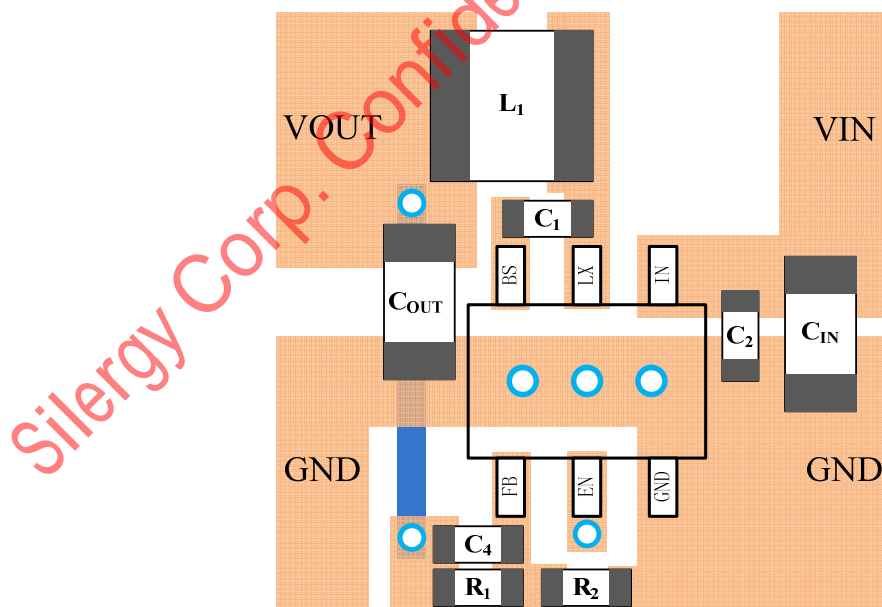 Silergy Corp. Confide
L1
VOUT
VIN
C1
BS
LX
IN
COUT
C2
CIN
GND
GND
FB
EN
GND
C4
R1
R2